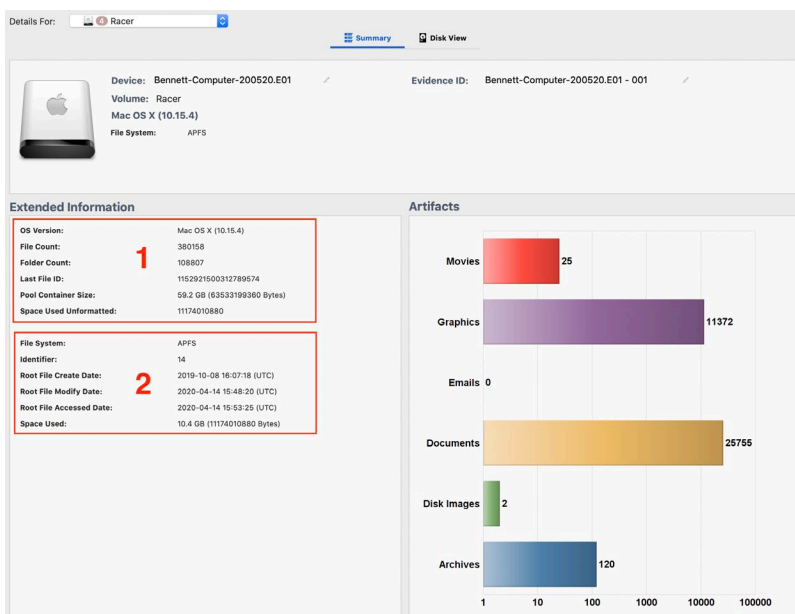 Details For: 4 Racer
Summary Disk View
Device: Bennett-Computer-200520.E01 Evidence ID: Bennett-Computer-200520.E01 - 001
Volume: Racer
Mac OS X (10.15.4)
File System: APFS
Extended Information
OS Version: Mac OS X (10.15.4)
File Count: 380158
Folder Count: 108807
Last File ID: 1152921500312789574
Pool Container Size: 59.2 GB (63533199360 Bytes)
Space Used Unformatted: 11174010880
1
File System: APFS
Identifier: 14
Root File Create Date: 2019-10-08 16:07:18 (UTC)
Root File Modify Date: 2020-04-14 15:48:20 (UTC)
Root File Accessed Date: 2020-04-14 15:53:25 (UTC)
Space Used: 10.4 GB (11174010880 Bytes)
2
Artifacts
Movies 25
Graphics 11372
Emails 0
Documents 25755
Disk Images 2
Archives 120
1 10 100 1000 10000 100000